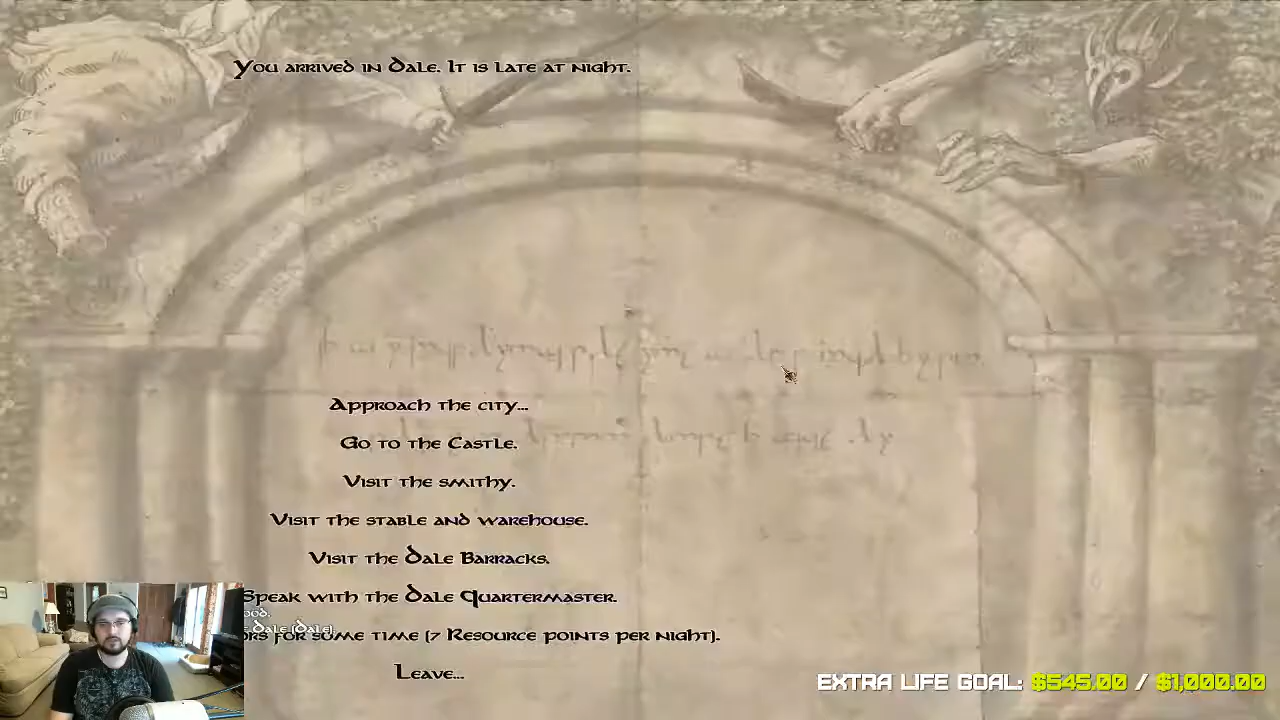 You arrived in Dale. It is late at night.
Approach the city...
Go to the Castle.
Visit the smithy.
Visit the stable and warehouse.
Visit the Dale Barracks.
Speak with the Dale Quartermaster.
Dale (Dale).
for some time (7 Resource points per night).
Leave...
EXTRA LIFE GOAL: $545.00 / $1,000.00